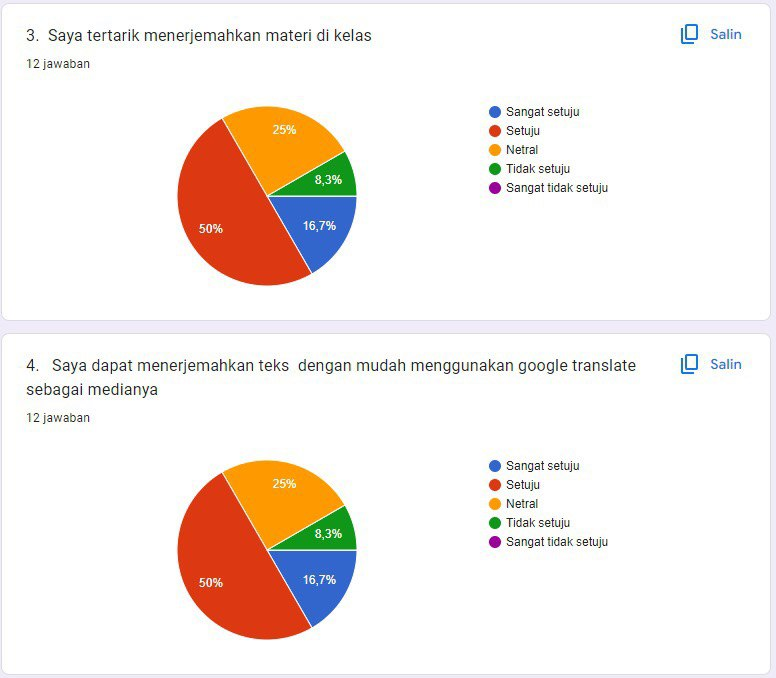 3. Saya tertarik menerjemahkan materi di kelas
Salin
12 jawaban
25%
8,3%
16,7%
50%
Sangat setuju
Setuju
Netral
Tidak setuju
Sangat tidak setuju
4. Saya dapat menerjemahkan teks dengan mudah menggunakan google translate
sebagai medianya
Salin
12 jawaban
25%
8,3%
16,7%
50%
Sangat setuju
Setuju
Netral
Tidak setuju
Sangat tidak setuju